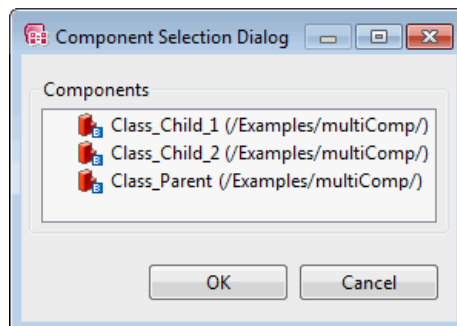 Component Selection Dialog
Components
B Class_Child_1 (/Examples/multiComp/)
B Class_Child_2 (/Examples/multiComp/)
B Class_Parent (/Examples/multiComp/)
OK Cancel